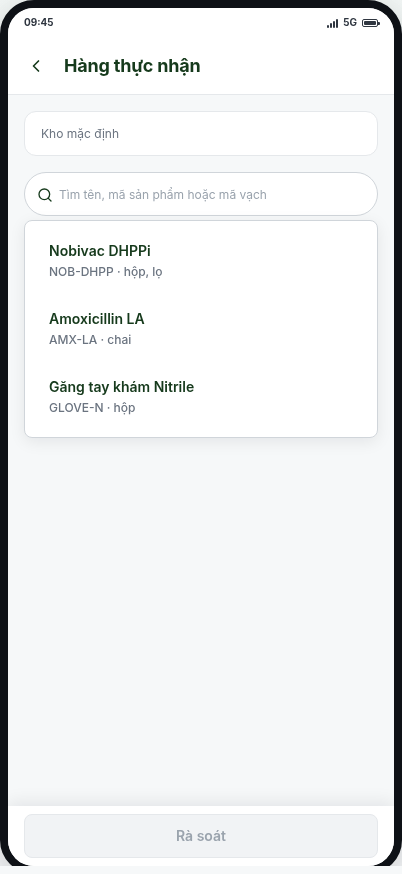 09:45 5G
Hàng thực nhận
Kho mặc định
Tìm tên, mã sản phẩm hoặc mã vạch
Nobivac DHPPi
NOB-DHPP · hộp, lọ
Amoxicillin LA
AMX-LA · chai
Găng tay khám Nitrile
GLOVE-N · hộp
Rà soát